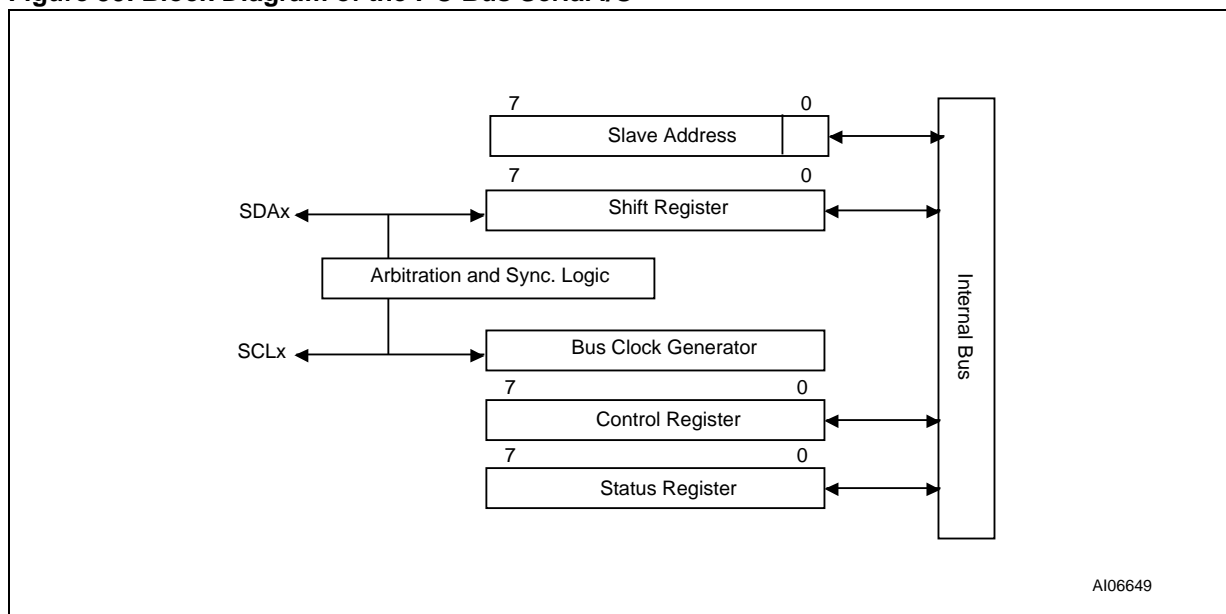 7 0
Slave Address
7 0
SDAx
Shift Register
Arbitration and Sync. Logic
SCLx
Bus Clock Generator
7 0
Control Register
7 0
Status Register
Internal Bus
AI06649